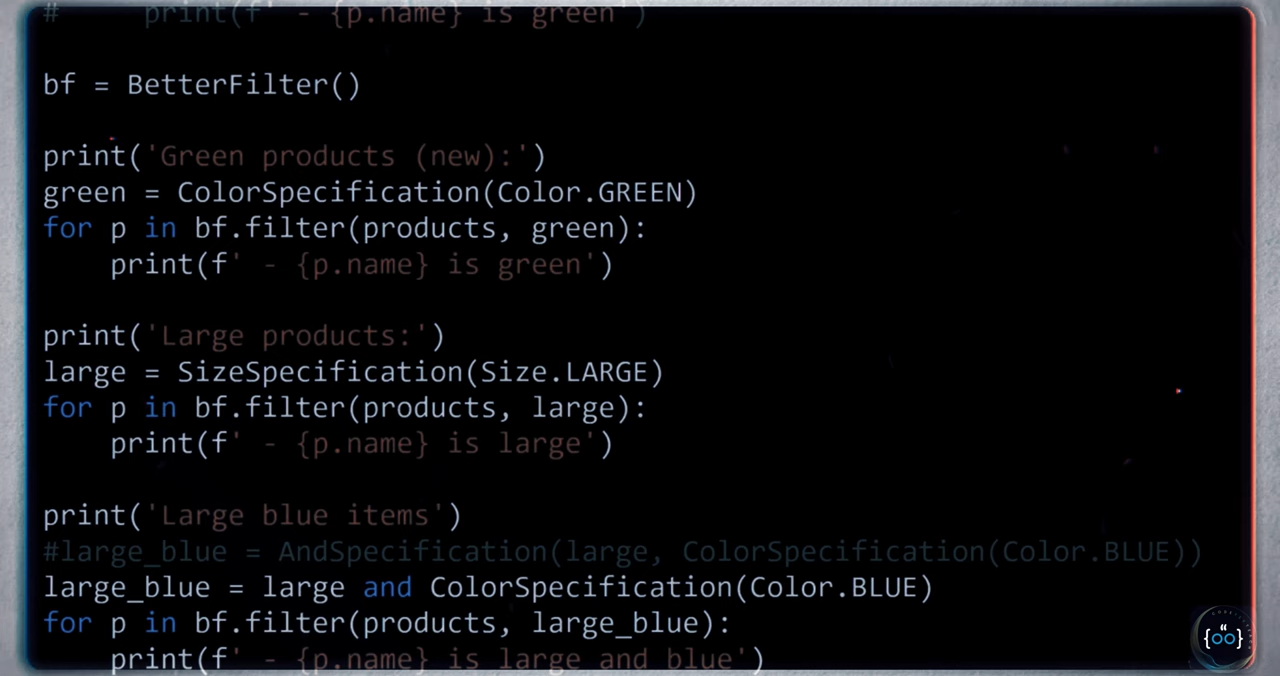 #     print(f' - {p.name} is green')
bf = BetterFilter()
print('Green products (new):')
green = ColorSpecification(Color.GREEN)
for p in bf.filter(products, green):
    print(f' - {p.name} is green')
print('Large products:')
large = SizeSpecification(Size.LARGE)
for p in bf.filter(products, large):
    print(f' - {p.name} is large')
print('Large blue items')
#large_blue = AndSpecification(large, ColorSpecification(Color.BLUE))
large_blue = large and ColorSpecification(Color.BLUE)
for p in bf.filter(products, large_blue):
    print(f' - {p.name} is large and blue')